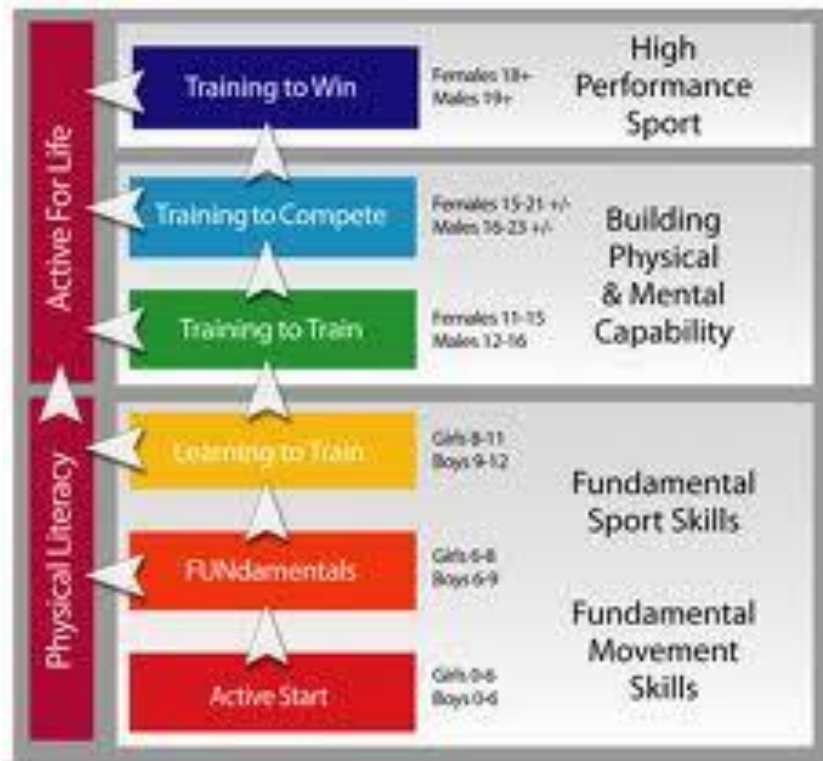 Active For Life
Physical Literacy
Training to Win
Females 18+
Males 19+
High
Performance
Sport
Training to Compete
Females 15-21 +/-
Males 16-23 +/-
Training to Train
Females 11-15
Males 12-16
Building
Physical
& Mental
Capability
Learning to Train
Girls 8-11
Boys 9-12
FUNdamentals
Girls 6-8
Boys 6-9
Active Start
Girls 0-6
Boys 0-6
Fundamental
Sport Skills
Fundamental
Movement
Skills